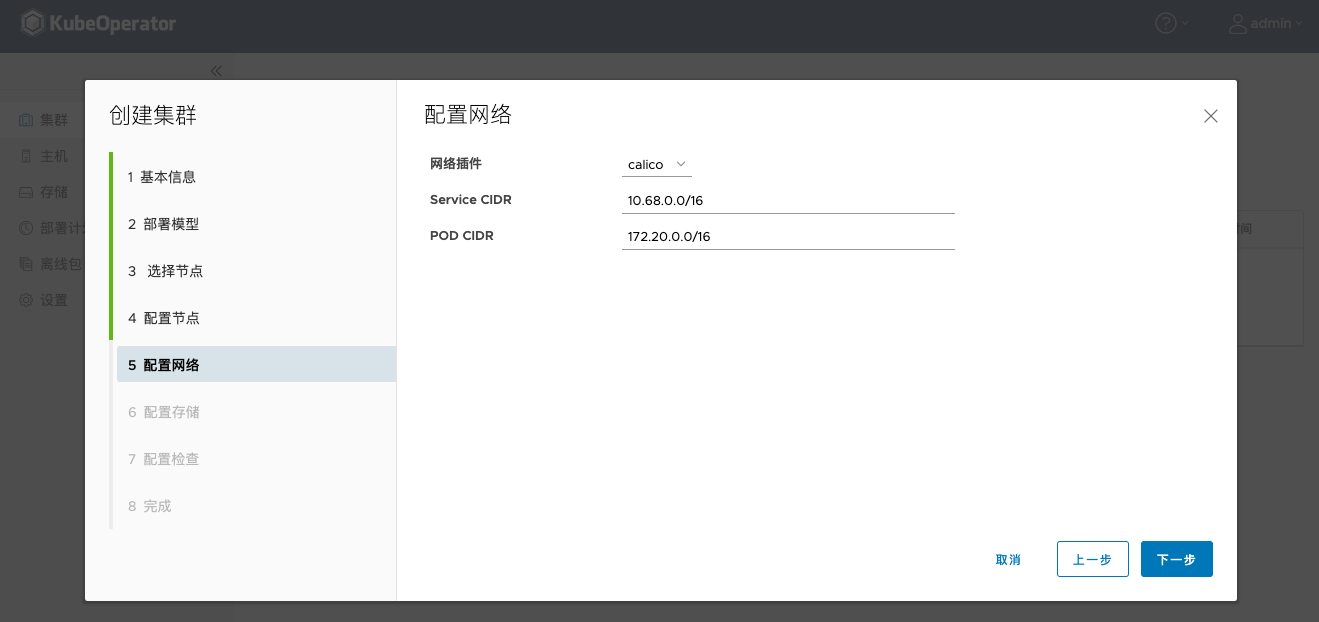 KubeOperator
admin
集群
主机
存储
部署计
离线包
设置
间
创建集群
1 基本信息
2 部署模型
3 选择节点
4 配置节点
5 配置网络
6 配置存储
7 配置检查
8 完成
配置网络
网络插件
calico
Service CIDR
10.68.0.0/16
POD CIDR
172.20.0.0/16
取消
上一步
下一步